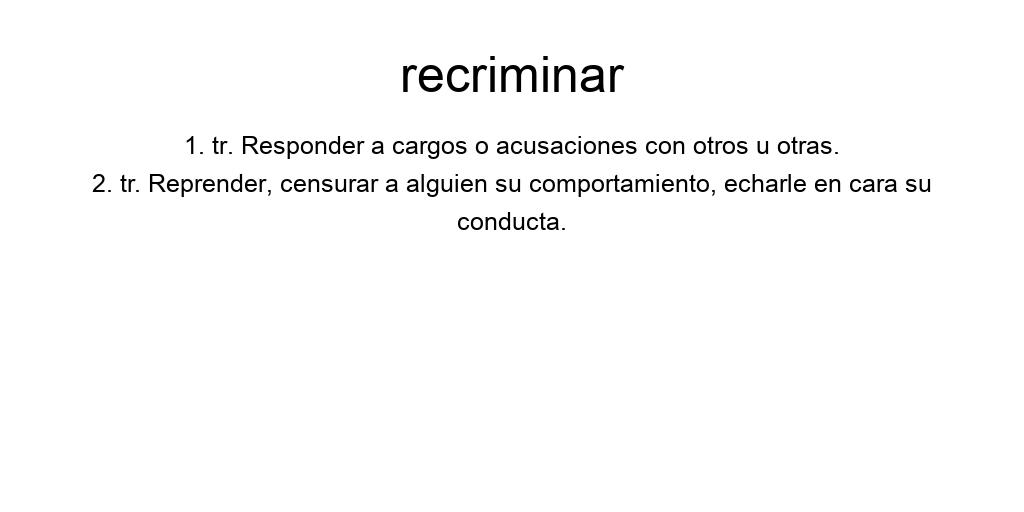 recriminar
1. tr. Responder a cargos o acusaciones con otros u otras.
2. tr. Reprender, censurar a alguien su comportamiento, echarle en cara su
conducta.